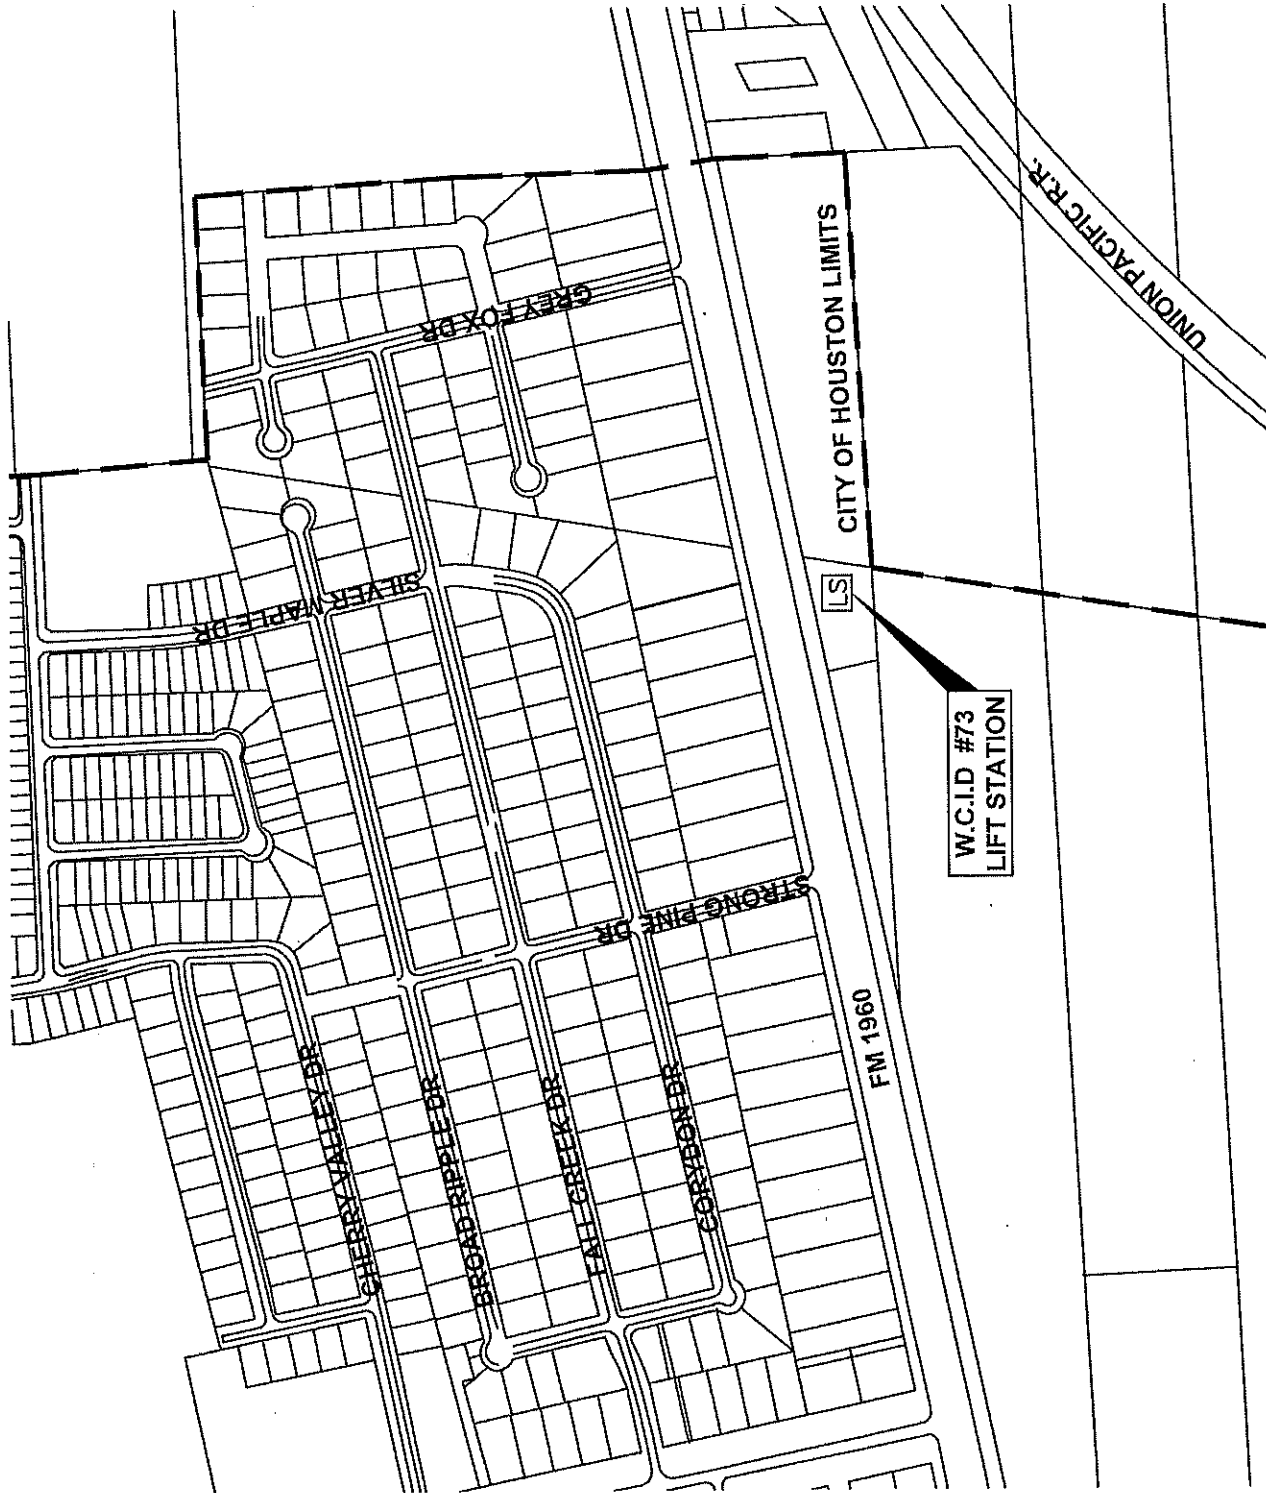 UNION PACIFIC R.R.
CITY OF HOUSTON LIMITS
GREY FOX DR
SILVER MAPLE DR
LS
W.C.I.D #73
LIFT STATION
STRONG PINE DR
FM 1960
CHERRY VALLEY DR
BROAD RIPPLE DR
FALL CREEK DR
CORYDON DR